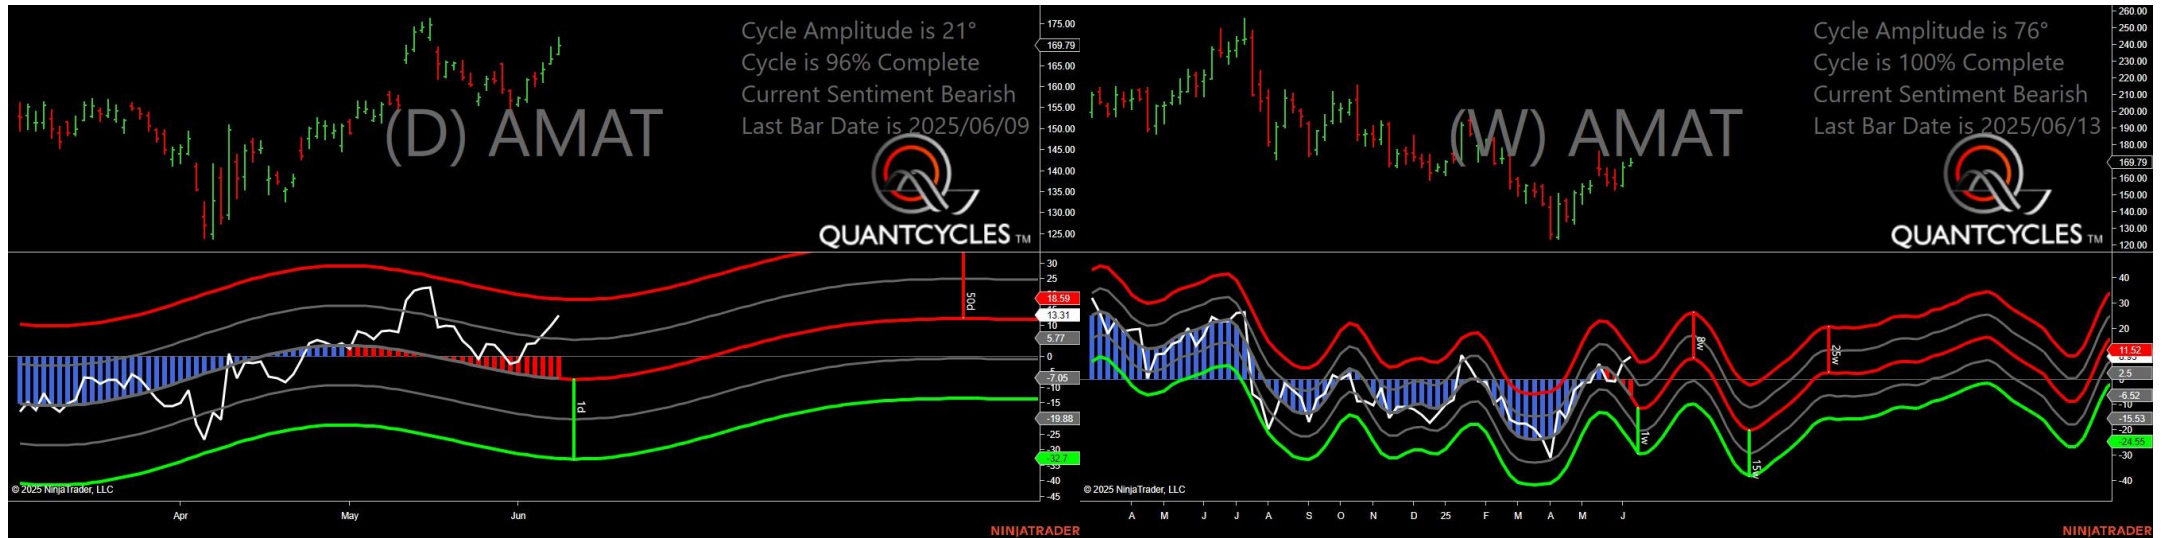 Cycle Amplitude is 21°
Cycle is 96% Complete
Current Sentiment Bearish
Last Bar Date is 2025/06/09
(D) AMAT
QUANTCYCLES TM
175.00
169.79
165.00
160.00
155.00
150.00
145.00
140.00
135.00
130.00
125.00
30
25
18.59
13.31
10
5.77
0
-7.05
-10
-15
-19.88
-25
-30
-32.7
-40
-45
50d
1d
© 2025 NinjaTrader, LLC
Apr May Jun
NINJATRADER
Cycle Amplitude is 76°
Cycle is 100% Complete
Current Sentiment Bearish
Last Bar Date is 2025/06/13
(W) AMAT
QUANTCYCLES TM
260.00
250.00
240.00
230.00
220.00
210.00
200.00
190.00
180.00
169.79
160.00
150.00
140.00
130.00
120.00
40
30
20
11.52
2.5
-6.52
-10
-15.53
-20
-24.55
-30
-40
8w
25w
1w
15w
© 2025 NinjaTrader, LLC
A M J J A S O N D 25 F M A M J
NINJATRADER